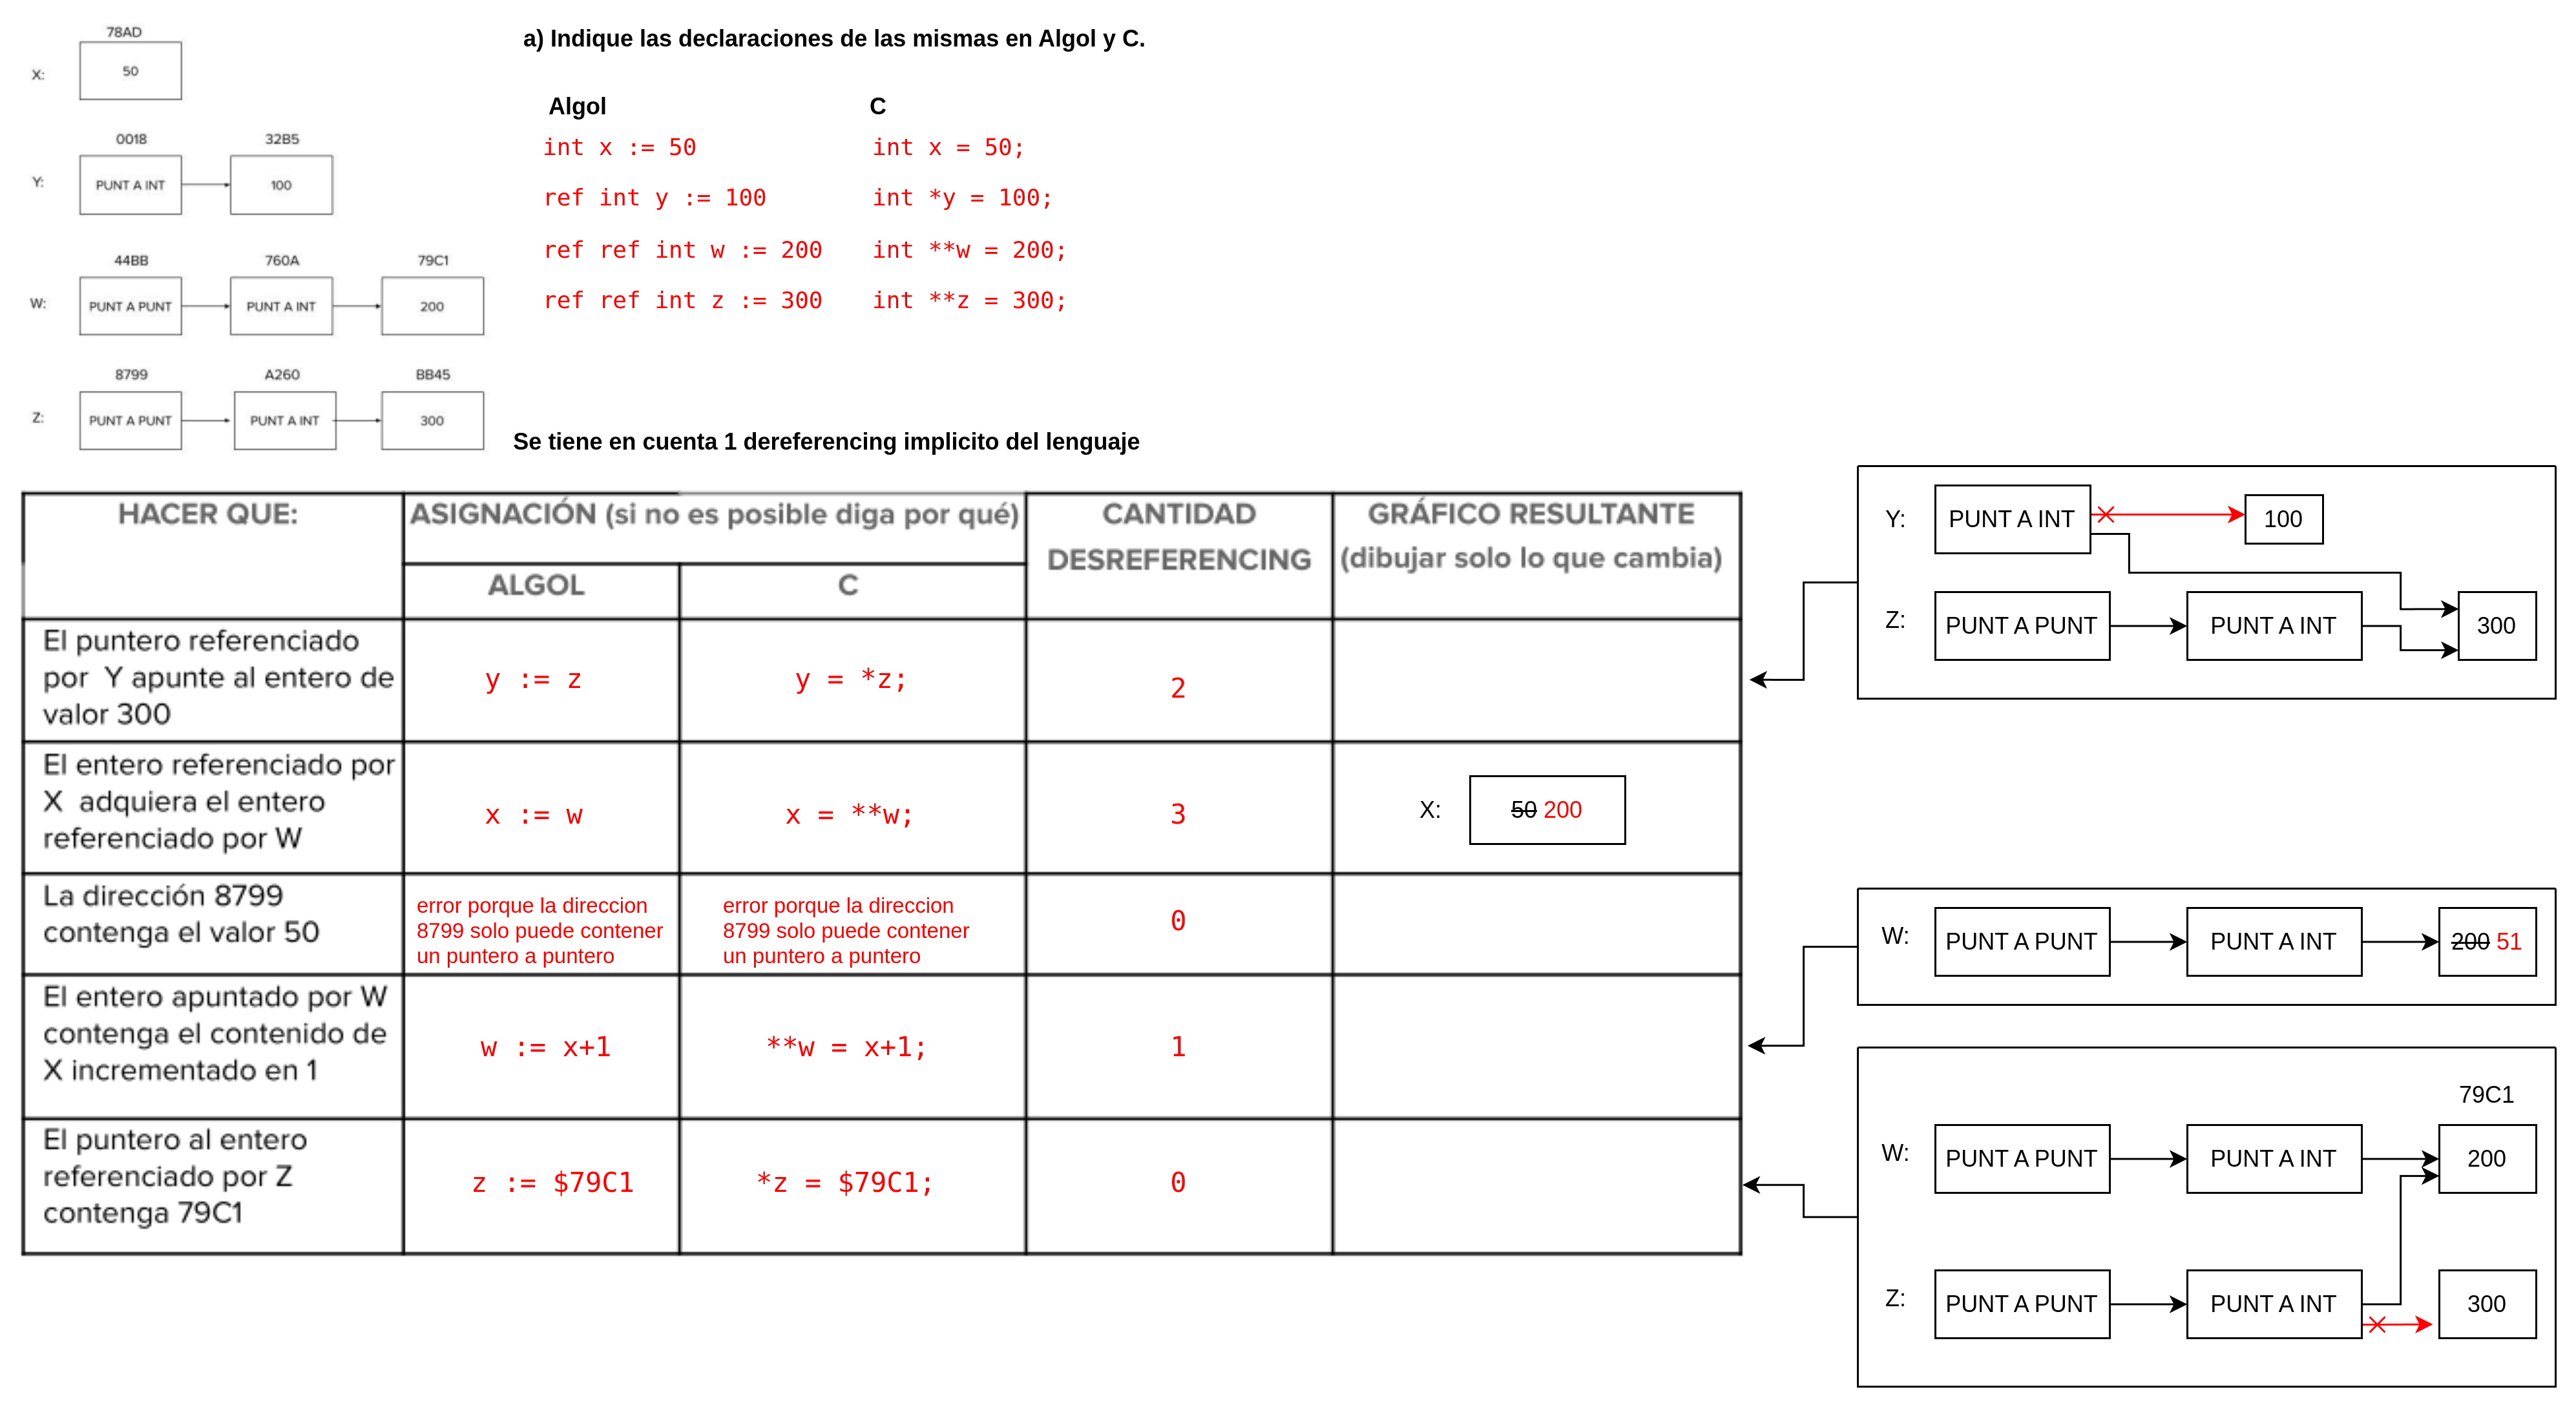 78AD
X:
50
0018
32B5
Y:
PUNT A INT
100
44BB
760A
79C1
W:
PUNT A PUNT
PUNT A INT
200
8799
A260
BB45
Z:
PUNT A PUNT
PUNT A INT
300
a) Indique las declaraciones de las mismas en Algol y C.
Algol
C
int x := 50
int x = 50;
ref int y := 100
int *y = 100;
ref ref int w := 200
int **w = 200;
ref ref int z := 300
int **z = 300;
Se tiene en cuenta 1 dereferencing implicito del lenguaje
HACER QUE:
ASIGNACIÓN (si no es posible diga por qué)
ALGOL
C
CANTIDAD
DESREFERENCING
GRÁFICO RESULTANTE
(dibujar solo lo que cambia)
El puntero referenciado
por Y apunte al entero de
valor 300
y := z
y = *z;
2
El entero referenciado por
X adquiera el entero
referenciado por W
x := w
x = **w;
3
X:
50 200
La dirección 8799
contenga el valor 50
error porque la direccion
8799 solo puede contener
un puntero a puntero
error porque la direccion
8799 solo puede contener
un puntero a puntero
0
El entero apuntado por W
contenga el contenido de
X incrementado en 1
w := x+1
**w = x+1;
1
El puntero al entero
referenciado por Z
contenga 79C1
z := $79C1
*z = $79C1;
0
Y:
PUNT A INT
100
Z:
PUNT A PUNT
PUNT A INT
300
W:
PUNT A PUNT
PUNT A INT
200 51
79C1
W:
PUNT A PUNT
PUNT A INT
200
Z:
PUNT A PUNT
PUNT A INT
300